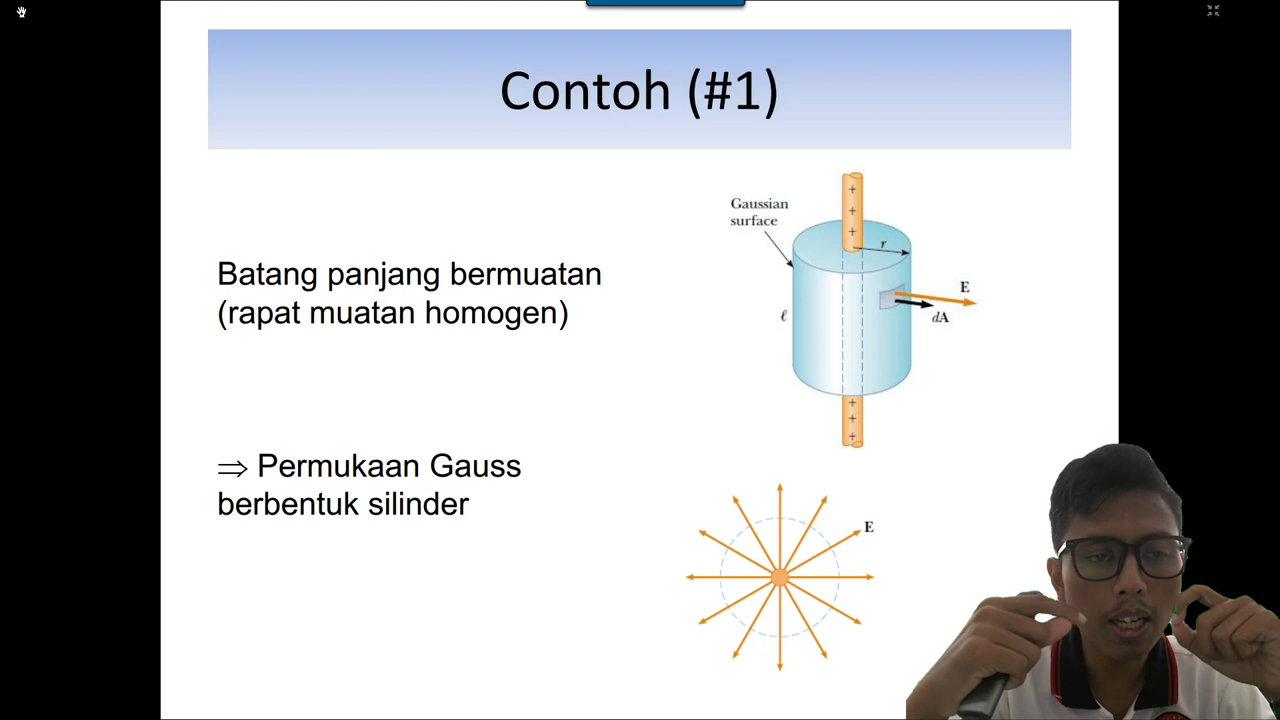 Contoh (#1)
Batang panjang bermuatan
(rapat muatan homogen)
⇒ Permukaan Gauss
berbentuk silinder
Gaussian
surface
+
+
+
r
E
dA
ℓ
+
+
+
E